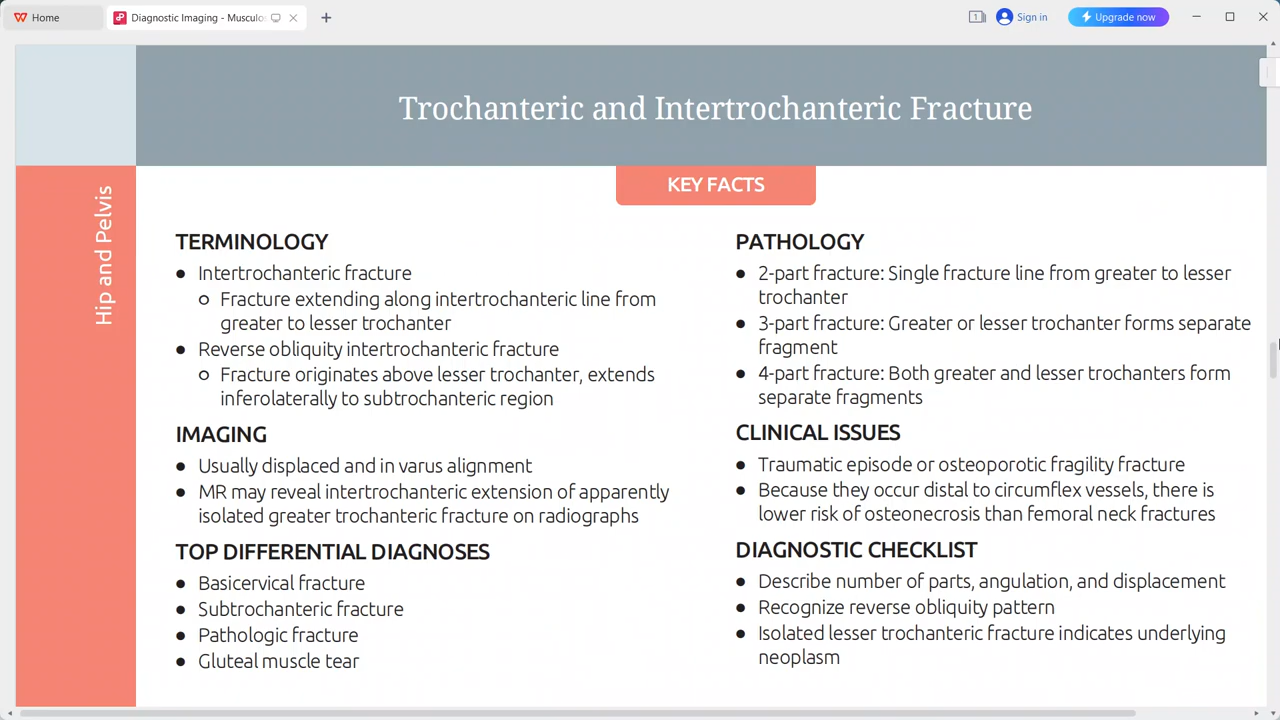 Home
Diagnostic Imaging - Musculos
1
Sign in
Upgrade now
Trochanteric and Intertrochanteric Fracture
Hip and Pelvis
KEY FACTS
TERMINOLOGY
● Intertrochanteric fracture
○ Fracture extending along intertrochanteric line from
greater to lesser trochanter
● Reverse obliquity intertrochanteric fracture
○ Fracture originates above lesser trochanter, extends
inferolaterally to subtrochanteric region
IMAGING
● Usually displaced and in varus alignment
● MR may reveal intertrochanteric extension of apparently
isolated greater trochanteric fracture on radiographs
TOP DIFFERENTIAL DIAGNOSES
● Basicervical fracture
● Subtrochanteric fracture
● Pathologic fracture
● Gluteal muscle tear
PATHOLOGY
● 2-part fracture: Single fracture line from greater to lesser
trochanter
● 3-part fracture: Greater or lesser trochanter forms separate
fragment
● 4-part fracture: Both greater and lesser trochanters form
separate fragments
CLINICAL ISSUES
● Traumatic episode or osteoporotic fragility fracture
● Because they occur distal to circumflex vessels, there is
lower risk of osteonecrosis than femoral neck fractures
DIAGNOSTIC CHECKLIST
● Describe number of parts, angulation, and displacement
● Recognize reverse obliquity pattern
● Isolated lesser trochanteric fracture indicates underlying
neoplasm